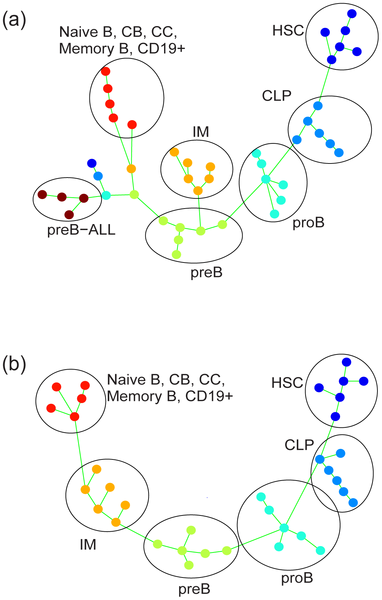 (a)
HSC
Naive B, CB, CC,
Memory B, CD19+
CLP
IM
proB
preB−ALL
preB
(b)
Naive B, CB, CC,
Memory B, CD19+
HSC
CLP
IM
preB
proB